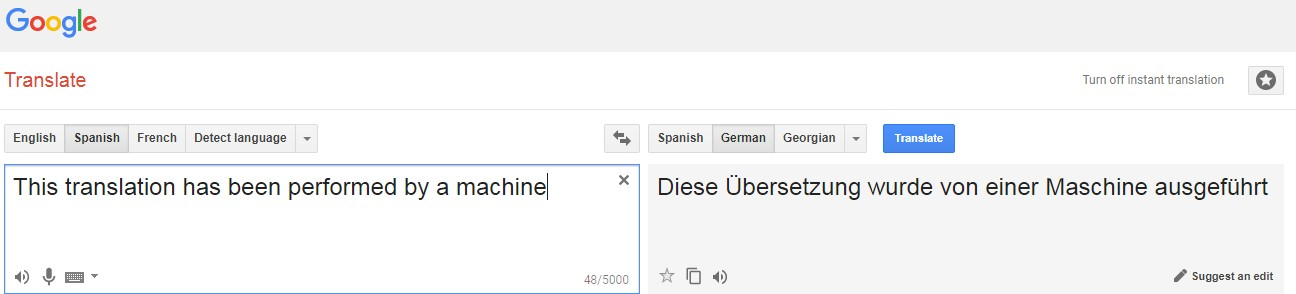 Google
Translate
Turn off instant translation
English Spanish French Detect language
Spanish German Georgian
Translate
This translation has been performed by a machine
48/5000
Diese Übersetzung wurde von einer Maschine ausgeführt
Suggest an edit